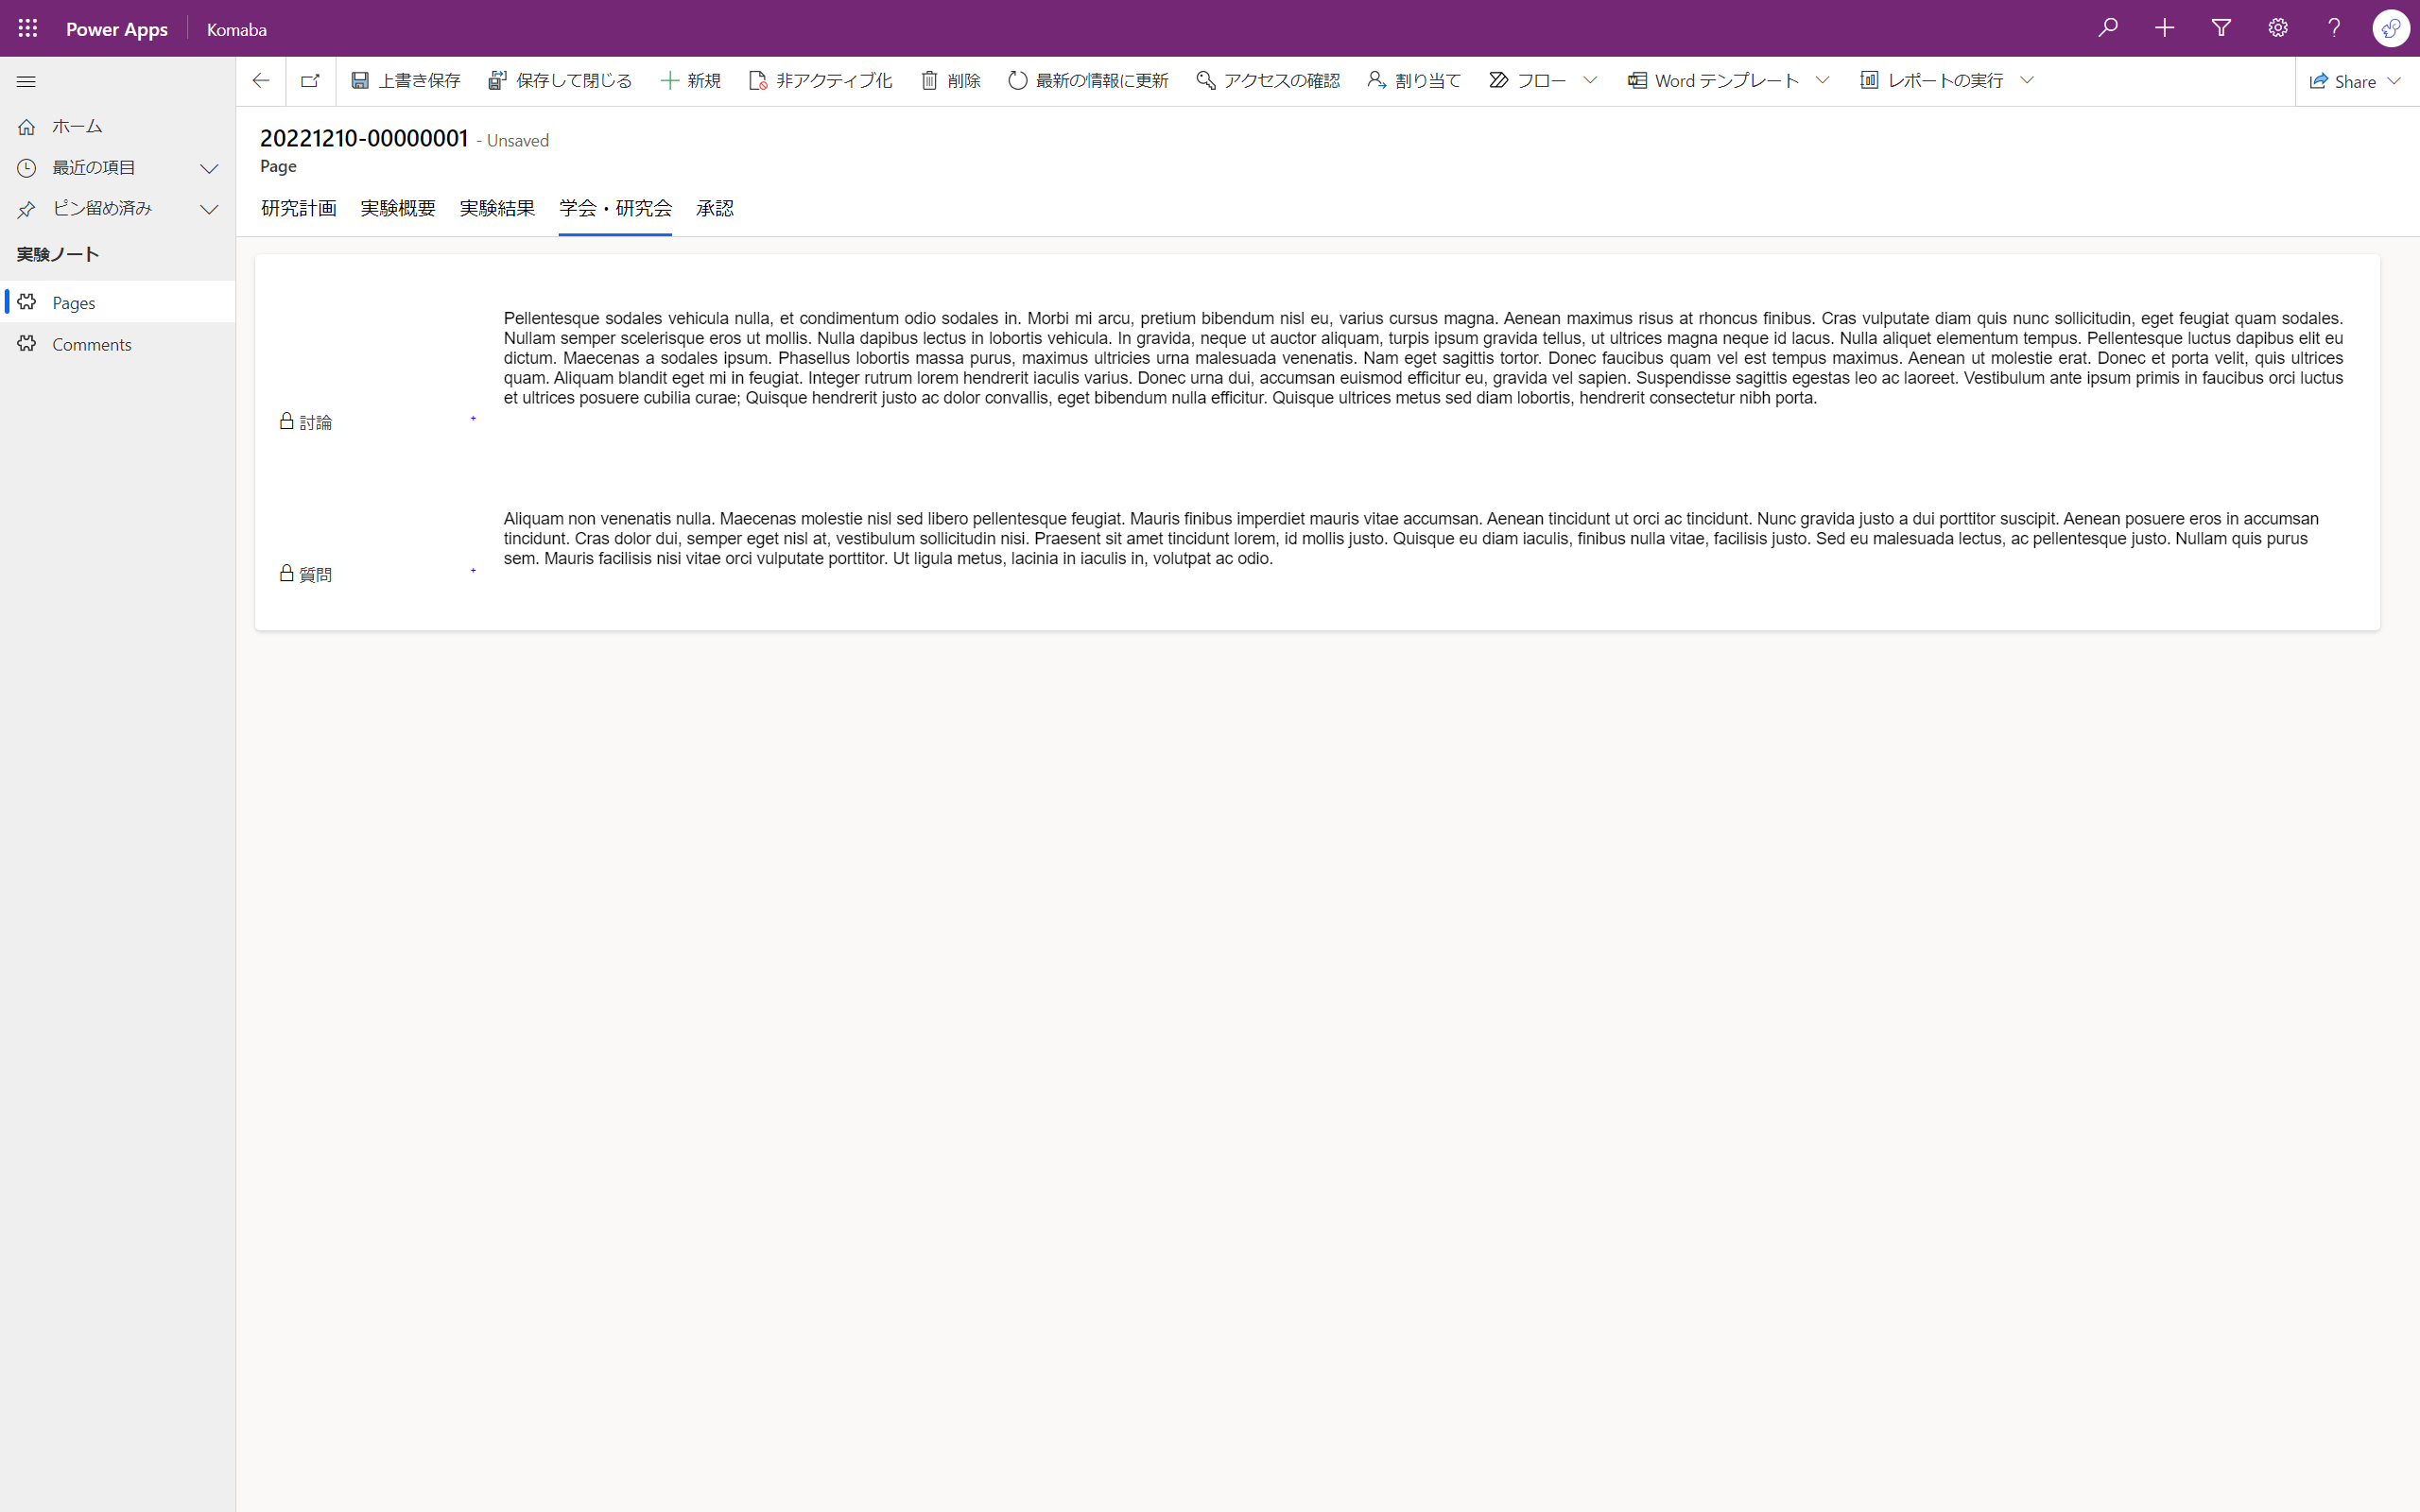 Power Apps Komaba
上書き保存 保存して閉じる 新規 非アクティブ化 削除 最新の情報に更新 アクセスの確認 割り当て フロー Word テンプレート レポートの実行 Share
ホーム
最近の項目
ピン留め済み
実験ノート
Pages
Comments
20221210-00000001 - Unsaved
Page
研究計画 実験概要 実験結果 学会・研究会 承認
討論
Pellentesque sodales vehicula nulla, et condimentum odio sodales in. Morbi mi arcu, pretium bibendum nisl eu, varius cursus magna. Aenean maximus risus at rhoncus finibus. Cras vulputate diam quis nunc sollicitudin, eget feugiat quam sodales.
Nullam semper scelerisque eros ut mollis. Nulla dapibus lectus in lobortis vehicula. In gravida, neque ut auctor aliquam, turpis ipsum gravida tellus, ut ultrices magna neque id lacus. Nulla aliquet elementum tempus. Pellentesque luctus dapibus elit eu
dictum. Maecenas a sodales ipsum. Phasellus lobortis massa purus, maximus ultricies urna malesuada venenatis. Nam eget sagittis tortor. Donec faucibus quam vel est tempus maximus. Aenean ut molestie erat. Donec et porta velit, quis ultrices
quam. Aliquam blandit eget mi in feugiat. Integer rutrum lorem hendrerit iaculis varius. Donec urna dui, accumsan euismod efficitur eu, gravida vel sapien. Suspendisse sagittis egestas leo ac laoreet. Vestibulum ante ipsum primis in faucibus orci luctus
et ultrices posuere cubilia curae; Quisque hendrerit justo ac dolor convallis, eget bibendum nulla efficitur. Quisque ultrices metus sed diam lobortis, hendrerit consectetur nibh porta.
質問
Aliquam non venenatis nulla. Maecenas molestie nisl sed libero pellentesque feugiat. Mauris finibus imperdiet mauris vitae accumsan. Aenean tincidunt ut orci ac tincidunt. Nunc gravida justo a dui porttitor suscipit. Aenean posuere eros in accumsan
tincidunt. Cras dolor dui, semper eget nisl at, vestibulum sollicitudin nisi. Praesent sit amet tincidunt lorem, id mollis justo. Quisque eu diam iaculis, finibus nulla vitae, facilisis justo. Sed eu malesuada lectus, ac pellentesque justo. Nullam quis purus
sem. Mauris facilisis nisi vitae orci vulputate porttitor. Ut ligula metus, lacinia in iaculis in, volutpat ac odio.